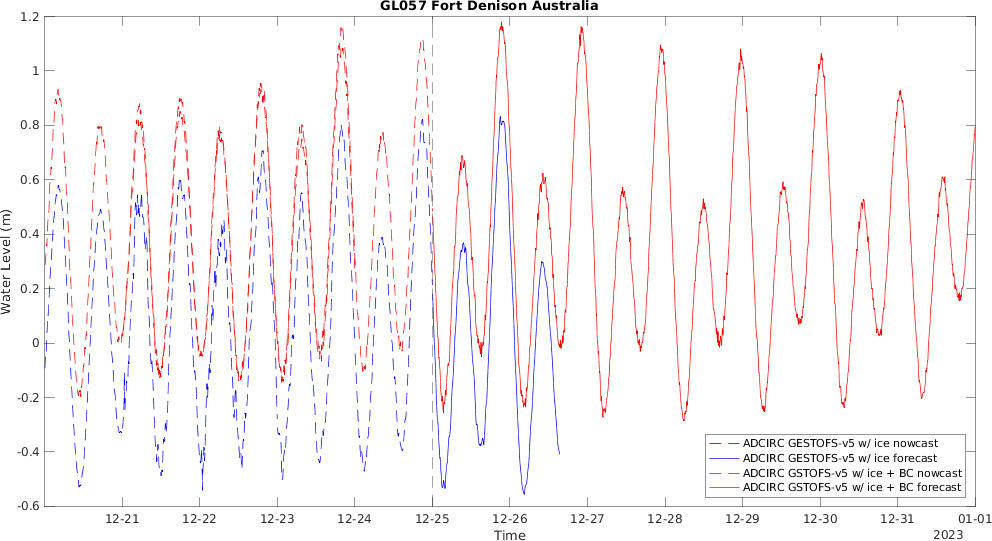 GL057 Fort Denison Australia
1.2
1
0.8
0.6
0.4
0.2
0
-0.2
-0.4
-0.6
Water Level (m)
ADCIRC GESTOFS-v5 w/ ice nowcast
ADCIRC GESTOFS-v5 w/ ice forecast
ADCIRC GSTOFS-v5 w/ ice + BC nowcast
ADCIRC GSTOFS-v5 w/ ice + BC forecast
12-21 12-22 12-23 12-24 12-25 12-26 12-27 12-28 12-29 12-30 12-31 01-01
Time
2023